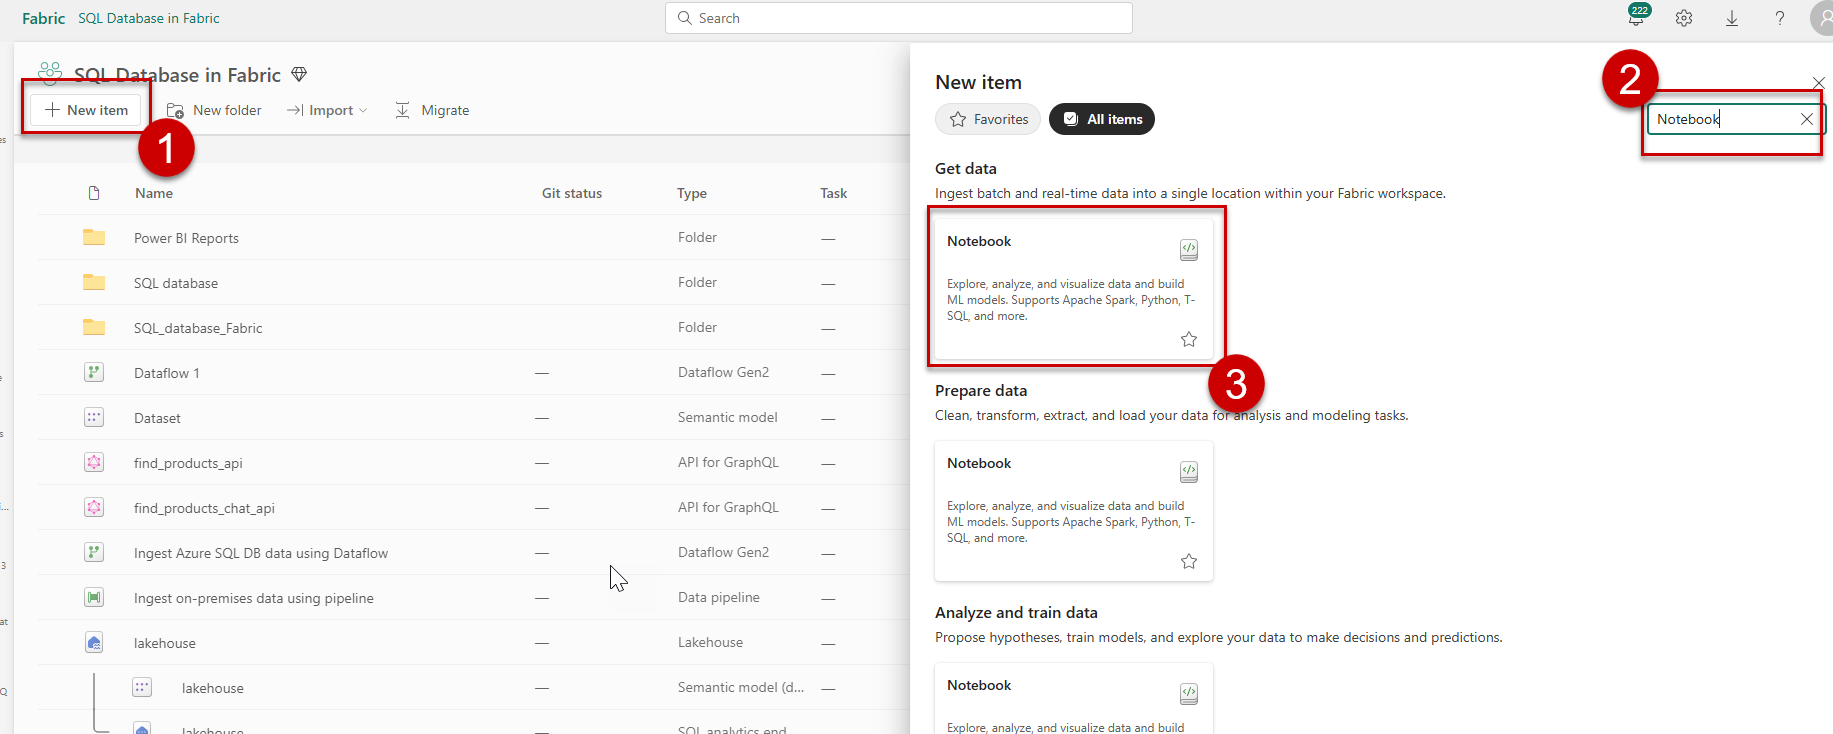 Fabric SQL Database in Fabric
Search
222
?
SQL Database in Fabric
New item
New folder
Import
Migrate
1
Name
Git status
Type
Task
Power BI Reports
Folder
—
SQL database
Folder
—
SQL_database_Fabric
Folder
—
Dataflow 1
—
Dataflow Gen2
—
Dataset
—
Semantic model
—
find_products_api
—
API for GraphQL
—
find_products_chat_api
—
API for GraphQL
—
Ingest Azure SQL DB data using Dataflow
—
Dataflow Gen2
—
Ingest on-premises data using pipeline
—
Data pipeline
—
lakehouse
—
Lakehouse
—
lakehouse
—
Semantic model (d...
—
lakehouse
SQL analytics end
New item
2
Favorites
All items
Notebook
Get data
Ingest batch and real-time data into a single location within your Fabric workspace.
Notebook
Explore, analyze, and visualize data and build
ML models. Supports Apache Spark, Python, T-
SQL, and more.
3
Prepare data
Clean, transform, extract, and load your data for analysis and modeling tasks.
Notebook
Explore, analyze, and visualize data and build
ML models. Supports Apache Spark, Python, T-
SQL, and more.
Analyze and train data
Propose hypotheses, train models, and explore your data to make decisions and predictions.
Notebook
Explore, analyze, and visualize data and build